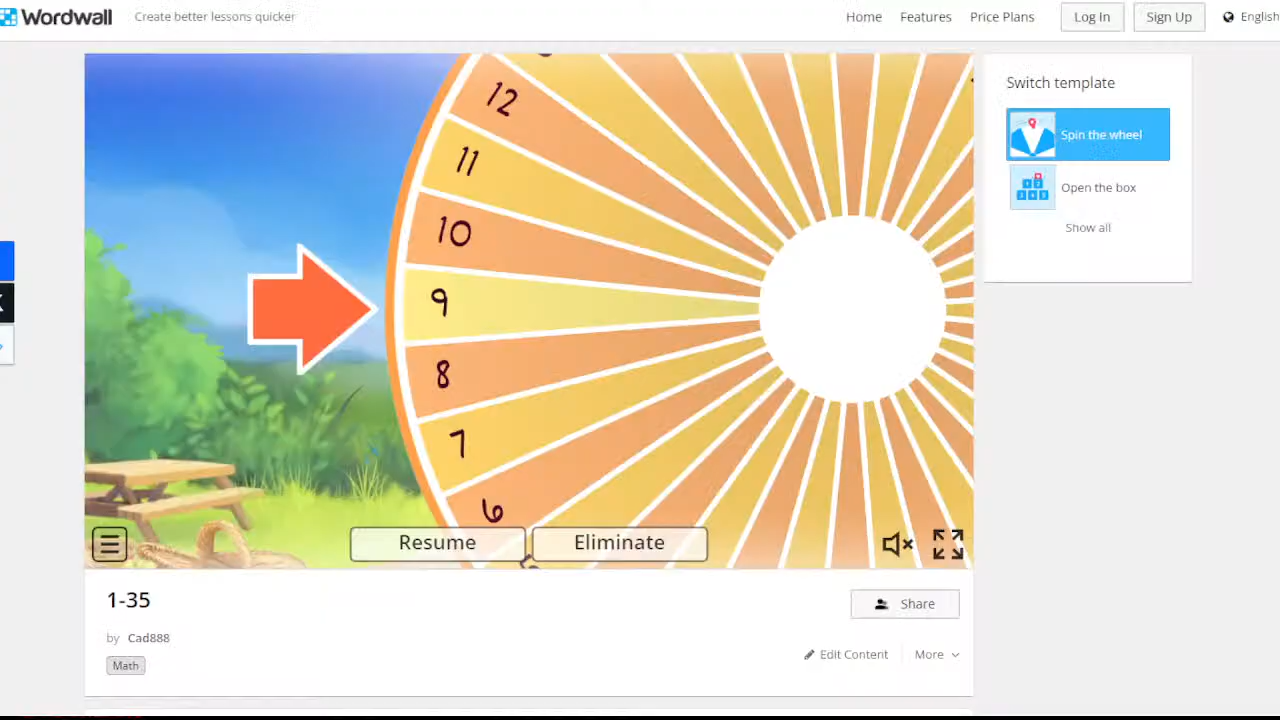 Wordwall Create better lessons quicker Home Features Price Plans Log In Sign Up English
Switch template
Spin the wheel
Open the box
Show all
12
11
10
9
8
7
6
Resume Eliminate
1-35
Share
by Cad888
Edit Content More
Math